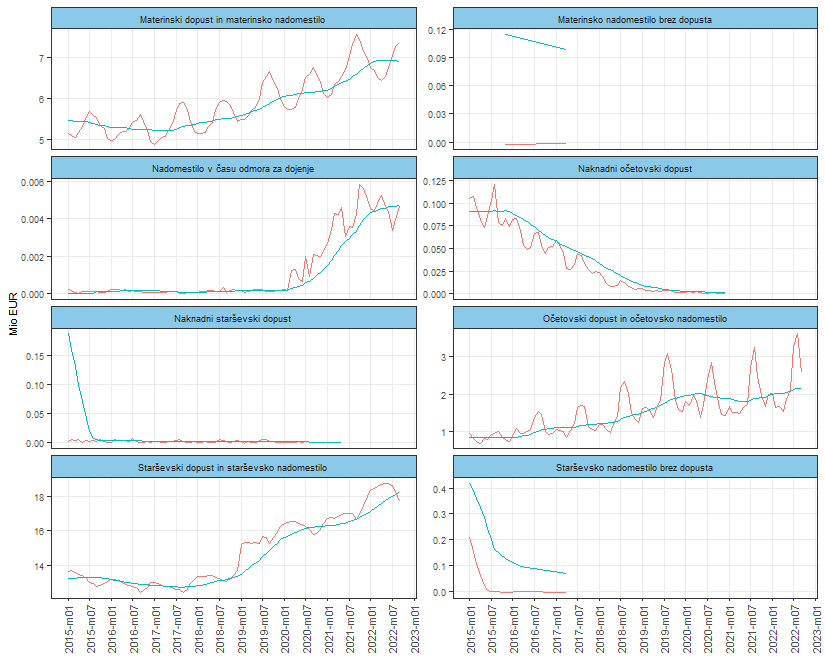 Materinski dopust in materinsko nadomestilo
Materinsko nadomestilo brez dopusta
7
6
5
0.12
0.09
0.06
0.03
0.00
Nadomestilo v času odmora za dojenje
Naknadni očetovski dopust
0.006
0.004
0.002
0.000
0.125
0.100
0.075
0.050
0.025
0.000
Mio EUR
Naknadni starševski dopust
Očetovski dopust in očetovsko nadomestilo
0.15
0.10
0.05
0.00
3
2
1
Starševski dopust in starševsko nadomestilo
Starševsko nadomestilo brez dopusta
18
16
14
0.4
0.3
0.2
0.1
0.0
2015-m01
2015-m07
2016-m01
2016-m07
2017-m01
2017-m07
2018-m01
2018-m07
2019-m01
2019-m07
2020-m01
2020-m07
2021-m01
2021-m07
2022-m01
2022-m07
2023-m01
2015-m01
2015-m07
2016-m01
2016-m07
2017-m01
2017-m07
2018-m01
2018-m07
2019-m01
2019-m07
2020-m01
2020-m07
2021-m01
2021-m07
2022-m01
2022-m07
2023-m01